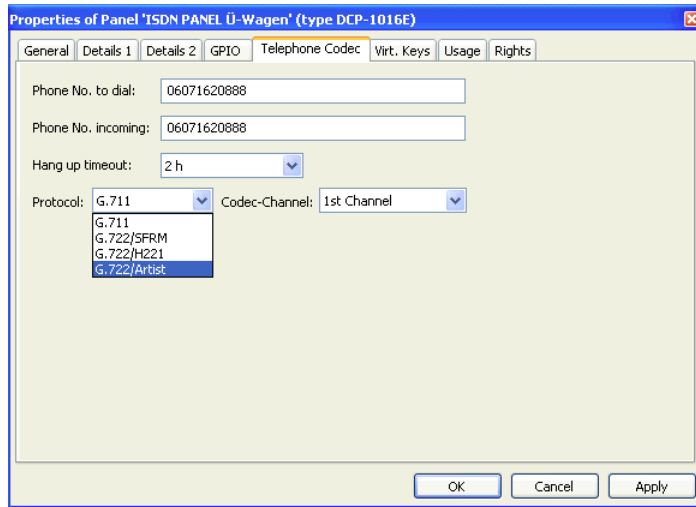 Properties of Panel 'ISDN PANEL Ü-Wagen' (type DCP-1016E)
General Details 1 Details 2 GPIO Telephone Codec Virt. Keys Usage Rights
Phone No. to dial: 06071620888
Phone No. incoming: 06071620888
Hang up timeout: 2 h
Protocol: G.711 Codec-Channel: 1st Channel
G.711
G.722/SFRM
G.722/H221
G.722/Artist
OK Cancel Apply